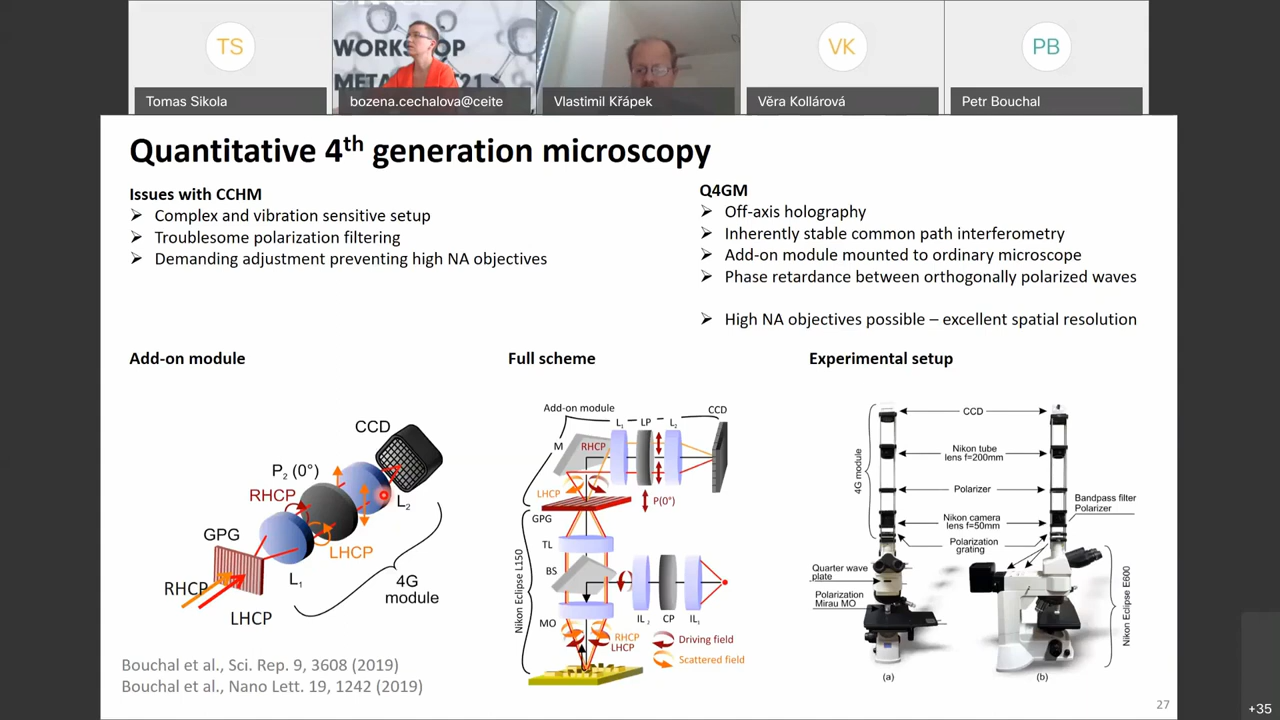 TS
WORKSHOP
VK
PB
Tomas Sikola
bozena.cechalova@ceite
Vlastimil Křápek
Věra Kollárová
Petr Bouchal
Quantitative 4th generation microscopy
Issues with CCHM
➢ Complex and vibration sensitive setup
➢ Troublesome polarization filtering
➢ Demanding adjustment preventing high NA objectives
Q4GM
➢ Off-axis holography
➢ Inherently stable common path interferometry
➢ Add-on module mounted to ordinary microscope
➢ Phase retardance between orthogonally polarized waves
➢ High NA objectives possible – excellent spatial resolution
Add-on module
CCD
P2 (0°)
RHCP
L2
GPG
LHCP
RHCP
L1
4G
module
LHCP
Full scheme
Add-on module
CCD
L1 LP L2
M
RHCP
LHCP
P(0°)
GPG
TL
BS
Nikon Eclipse L150
IL2 CP IL1
MO
RHCP
LHCP
Driving field
Scattered field
Experimental setup
CCD
Nikon tube
lens f=200mm
4G module
Polarizer
Bandpass filter
Polarizer
Nikon camera
lens f=50mm
Polarization
grating
Quarter wave
plate
Polarization
Mirau MO
Nikon Eclipse E600
(a)
(b)
Bouchal et al., Sci. Rep. 9, 3608 (2019)
Bouchal et al., Nano Lett. 19, 1242 (2019)
27
+35